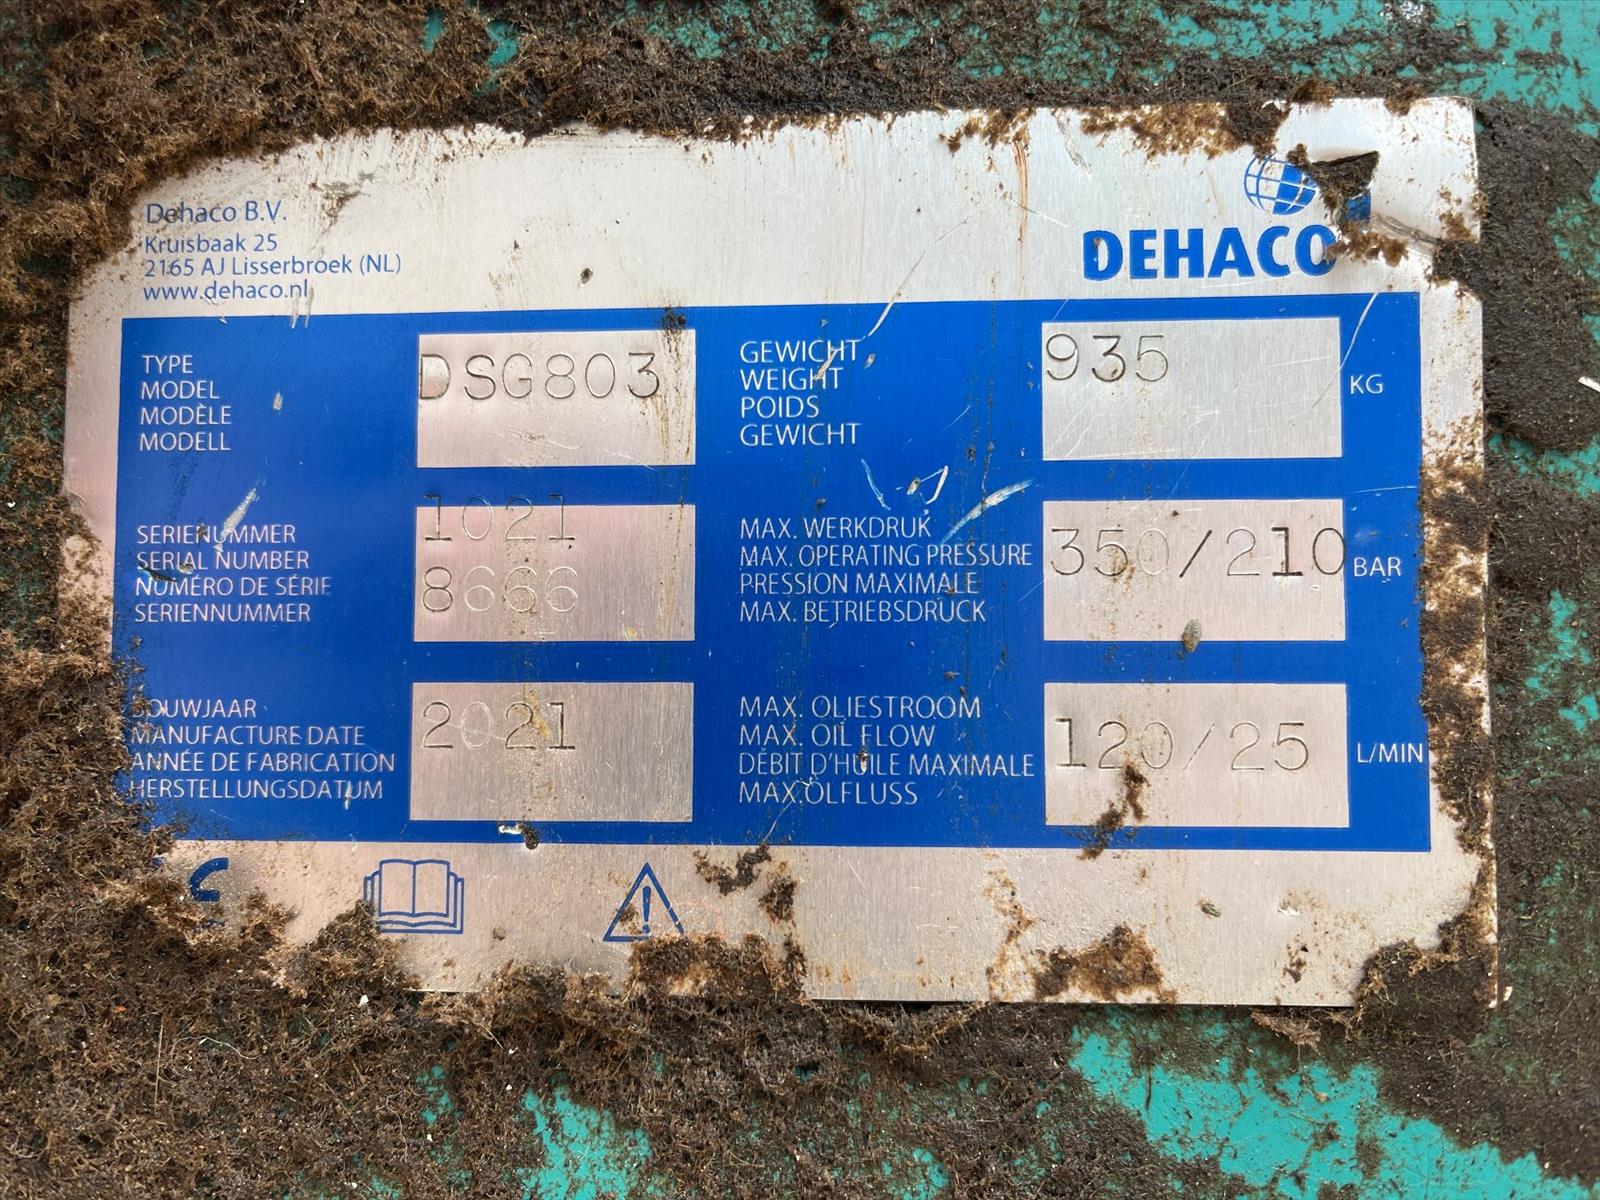 Dehaco B.V.
Kruisbaak 25
2165 AJ Lisserbroek (NL)
www.dehaco.nl
DEHACO
TYPE
MODEL
MODÈLE
MODELL
DSG803
GEWICHT
WEIGHT
POIDS
GEWICHT
935
KG
SERIENUMMER
SERIAL NUMBER
NUMÉRO DE SÉRIE
SERIENNUMMER
1021
8666
MAX. WERKDRUK
MAX. OPERATING PRESSURE
PRESSION MAXIMALE
MAX. BETRIEBSDRUCK
350/210
BAR
BOUWJAAR
MANUFACTURE DATE
ANNÉE DE FABRICATION
HERSTELLUNGSDATUM
2021
MAX. OLIESTROOM
MAX. OIL FLOW
DÉBIT D'HUILE MAXIMALE
MAX.ÖLFLUSS
120/25
L/MIN